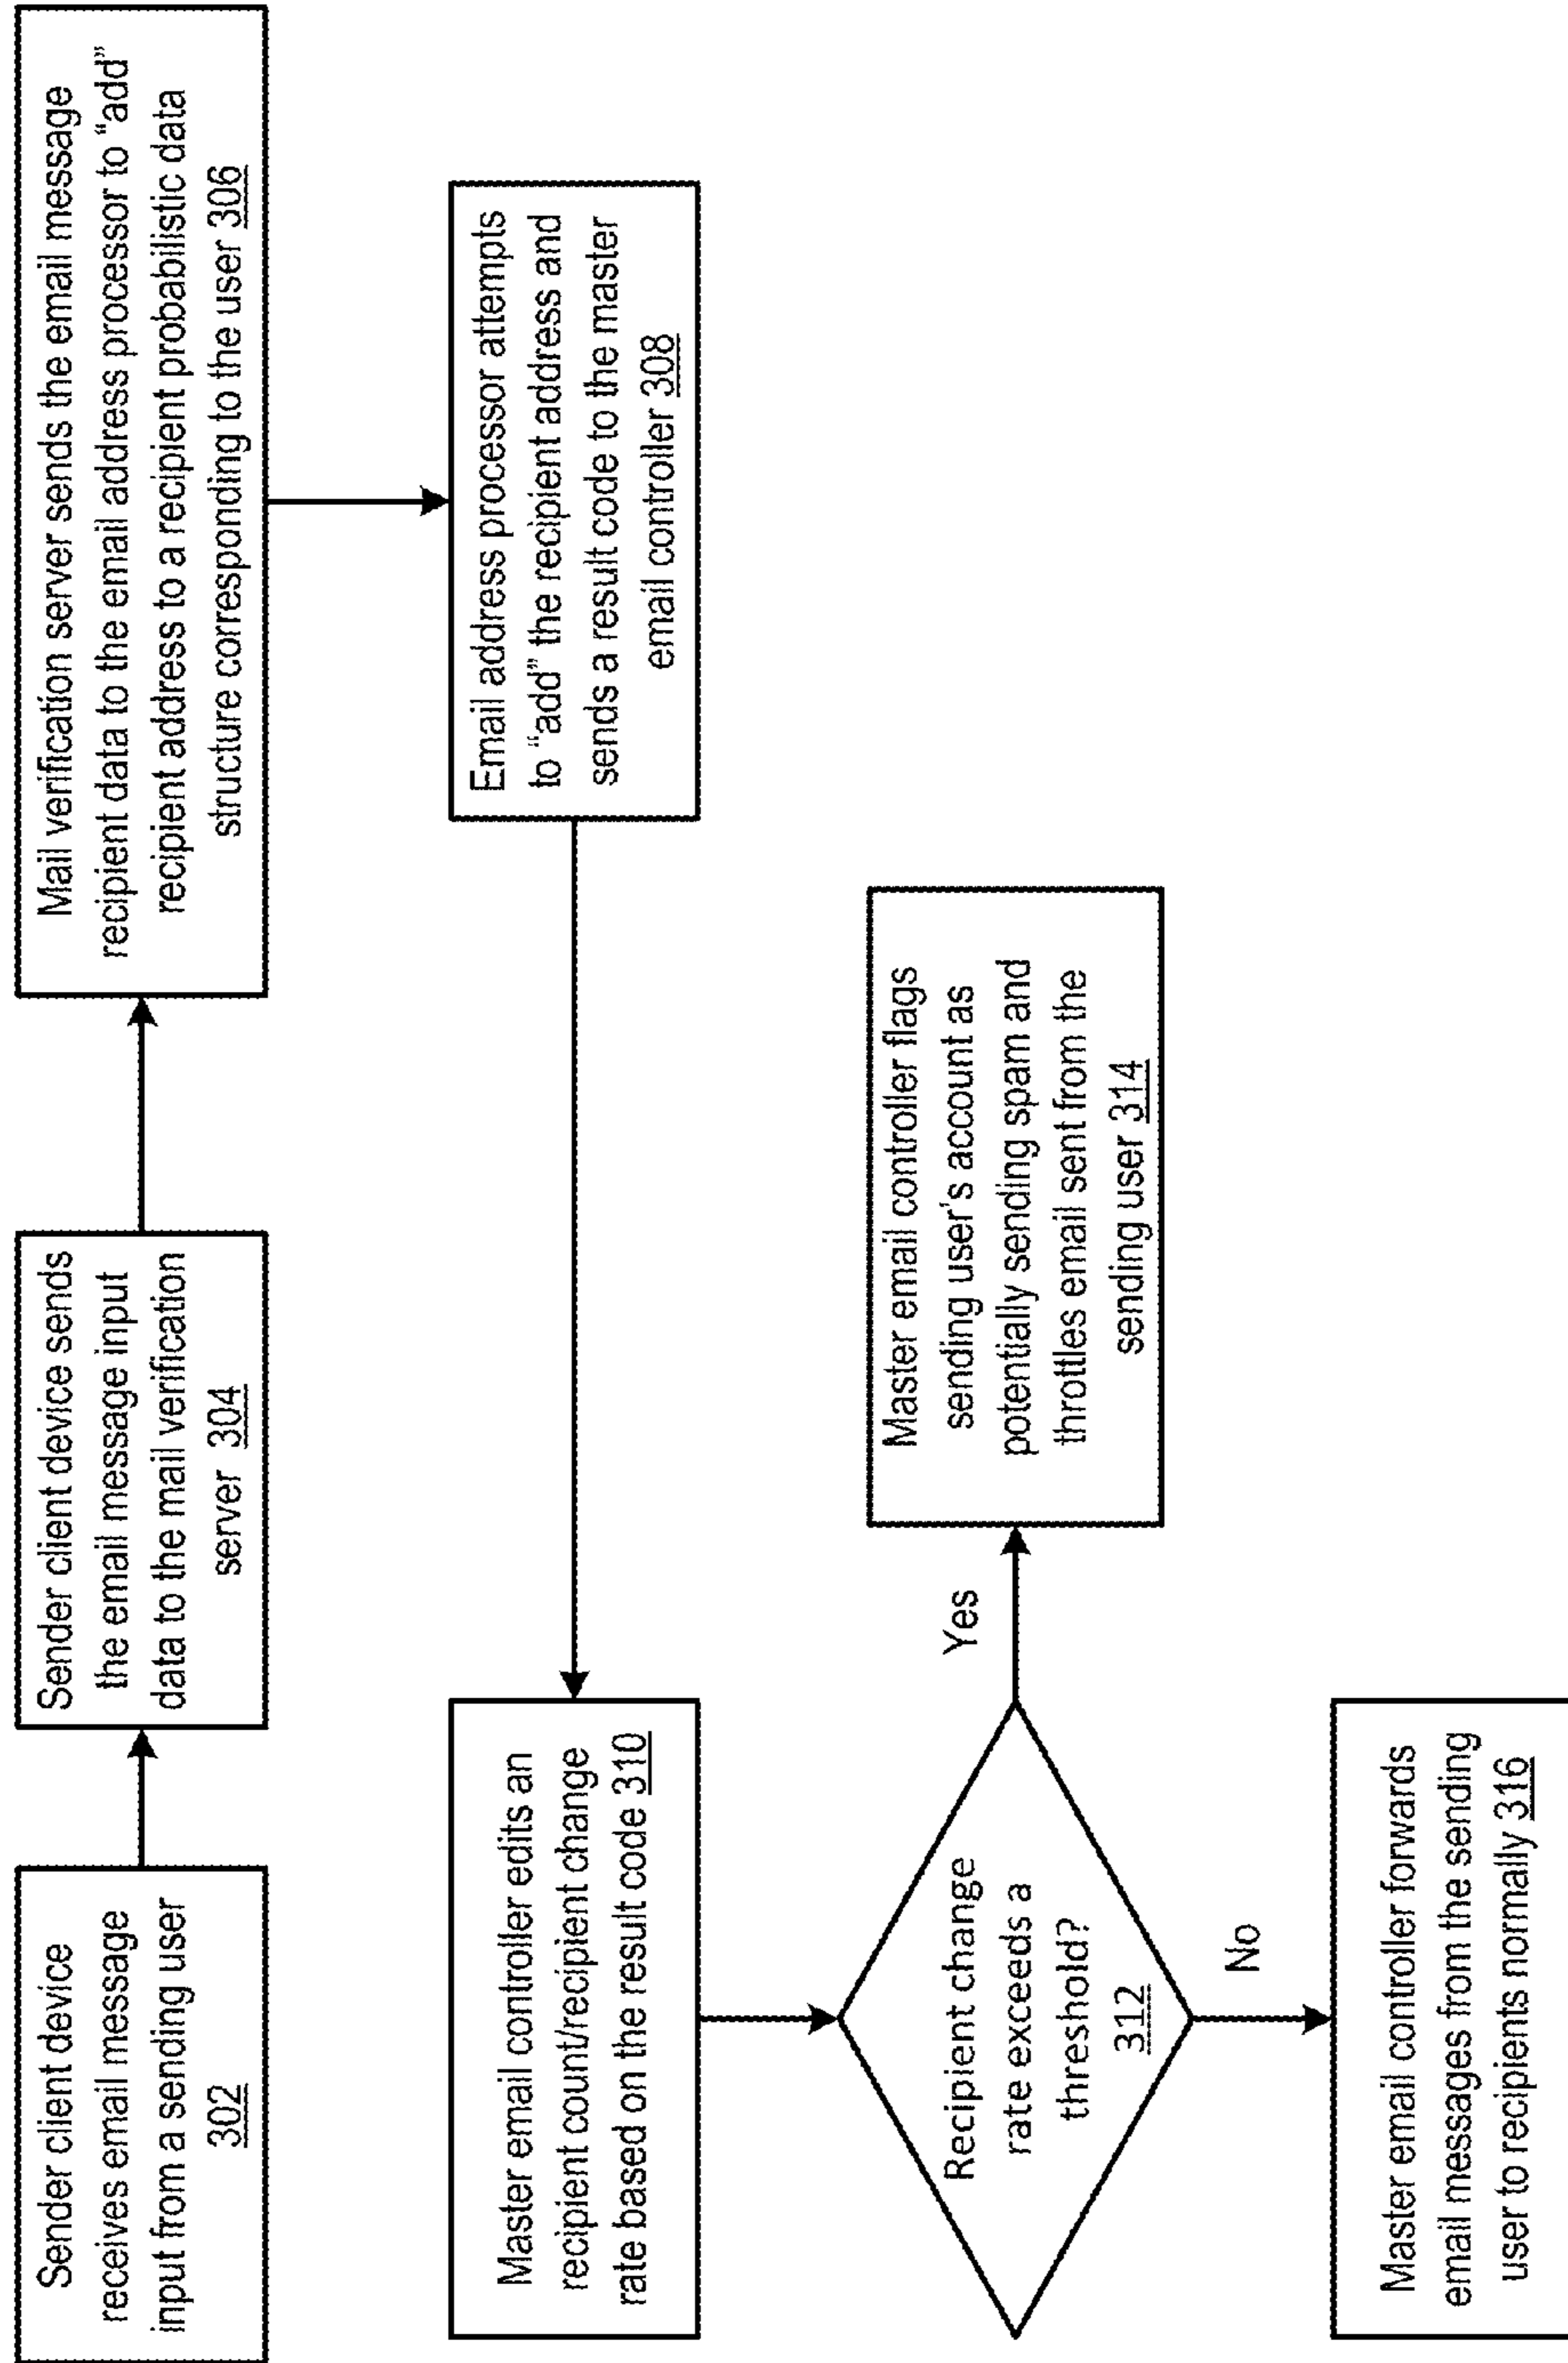 Sender client device
receives email message
input from a sending user
302
Sender client device sends
the email message input
data to the mail verification
server 304
Mail verification server sends the email message
recipient data to the email address processor to “add”
recipient address to a recipient probabilistic data
structure corresponding to the user 306
Email address processor attempts
to “add” the recipient address and
sends a result code to the master
email controller 308
Master email controller edits an
recipient count/recipient change
rate based on the result code 310
Recipient change
rate exceeds a
threshold?
312
Yes
Master email controller flags
sending user's account as
potentially sending spam and
throttles email sent from the
sending user 314
No
Master email controller forwards
email messages from the sending
user to recipients normally 316